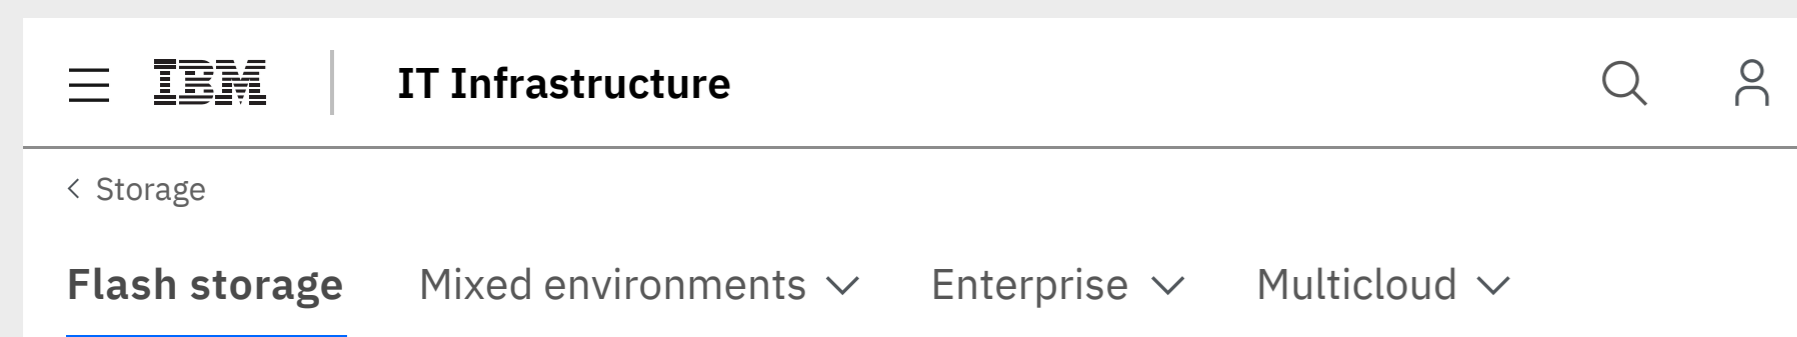 IBM IT Infrastructure
Storage
Flash storage Mixed environments Enterprise Multicloud